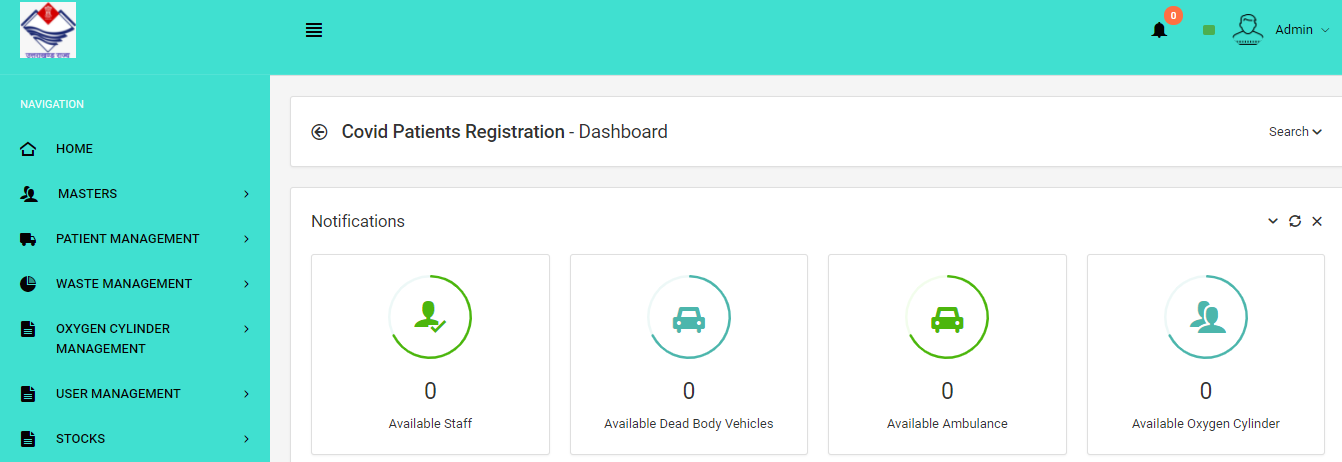 0
Admin
NAVIGATION
HOME
MASTERS
PATIENT MANAGEMENT
WASTE MANAGEMENT
OXYGEN CYLINDER
MANAGEMENT
USER MANAGEMENT
STOCKS
Covid Patients Registration - Dashboard
Search
Notifications
0
Available Staff
0
Available Dead Body Vehicles
0
Available Ambulance
0
Available Oxygen Cylinder